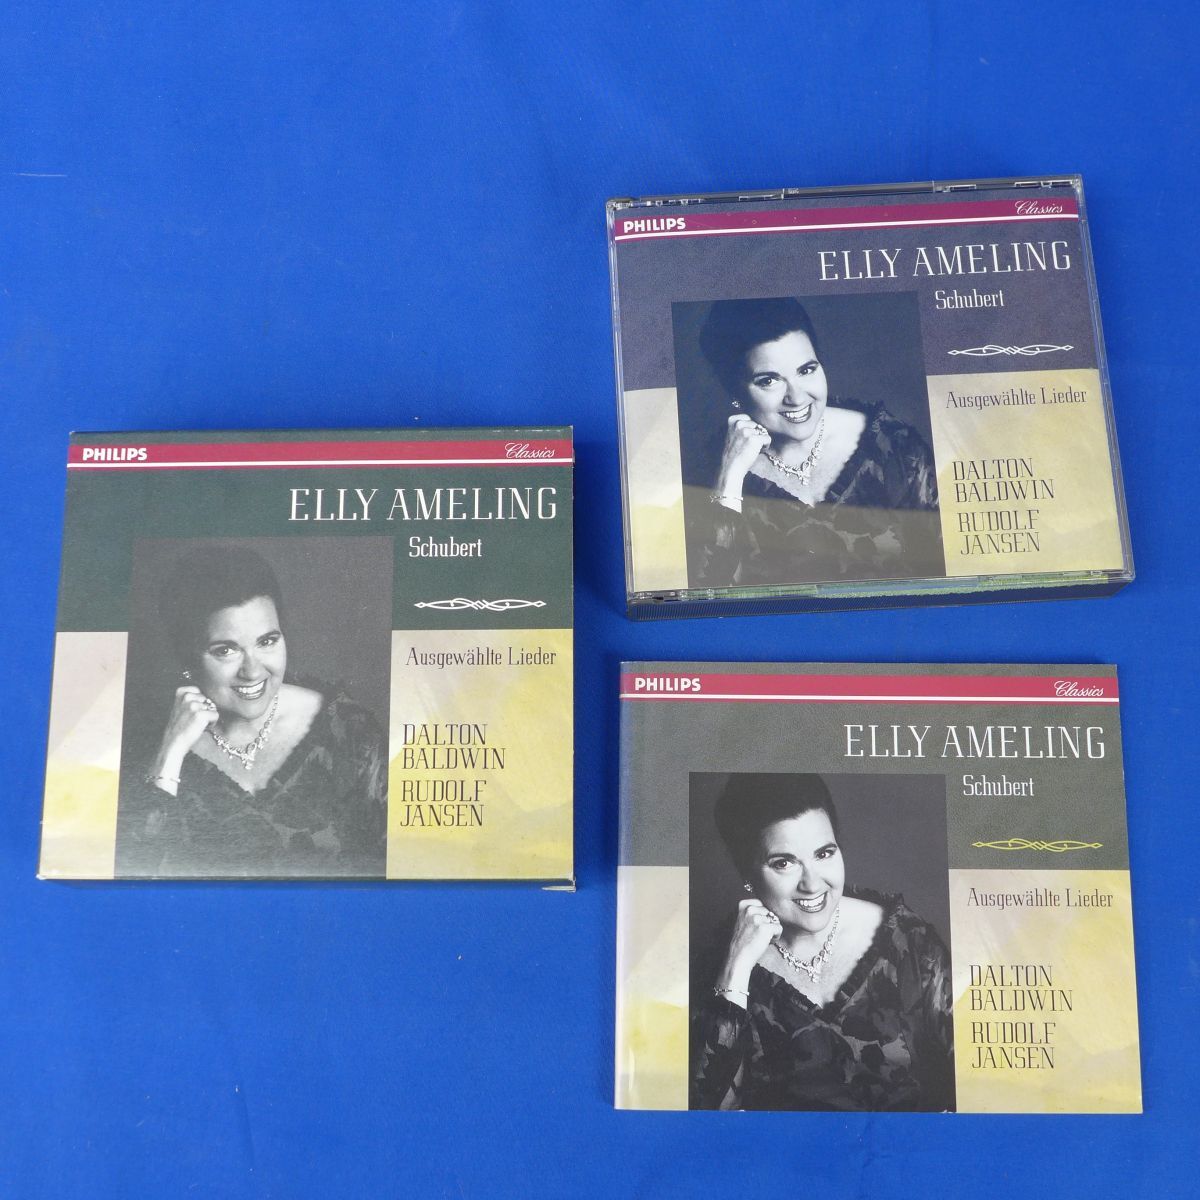 PHILIPS
Classics
ELLY AMELING
Schubert
Ausgewählte Lieder
DALTON
BALDWIN
RUDOLF
JANSEN
PHILIPS
Classics
ELLY AMELING
Schubert
Ausgewählte Lieder
DALTON
BALDWIN
RUDOLF
JANSEN
PHILIPS
Classics
ELLY AMELING
Schubert
Ausgewählte Lieder
DALTON
BALDWIN
RUDOLF
JANSEN